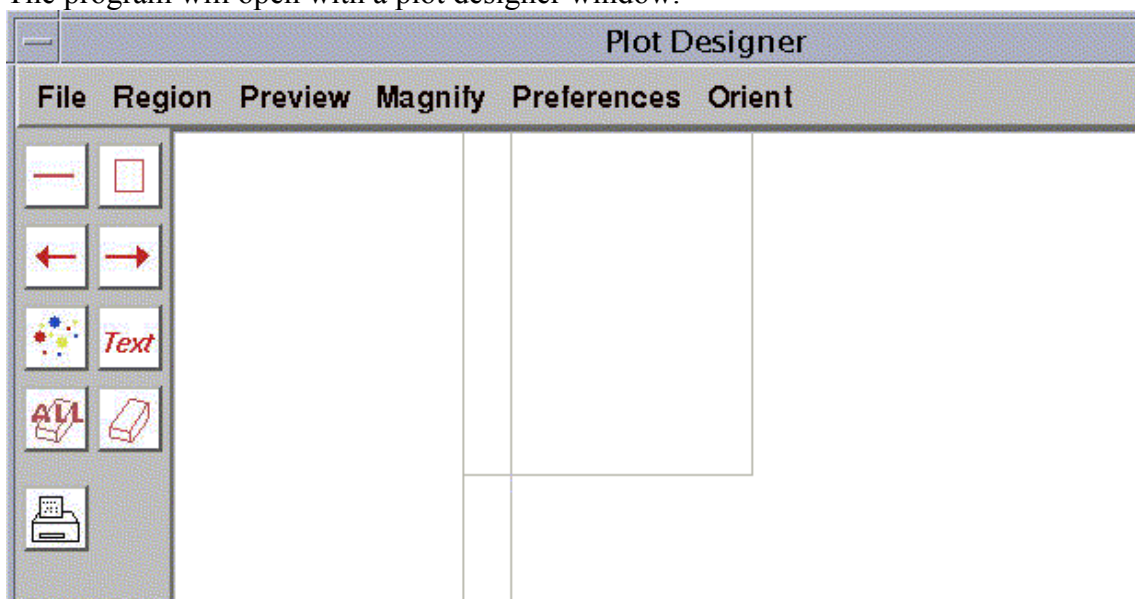 The program will open with a plot designer window.
Plot Designer
File Region Preview Magnify Preferences Orient
Text
ALL